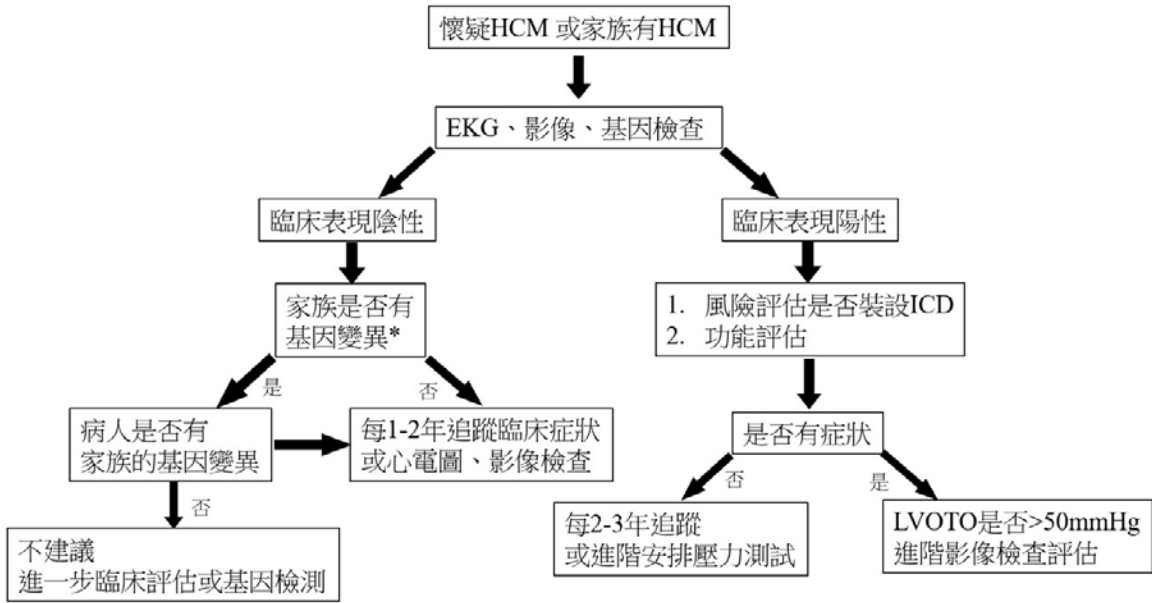 懷疑HCM 或家族有HCM
EKG、影像、基因檢查
臨床表現陰性
臨床表現陽性
家族是否有
基因變異*
1. 風險評估是否裝設ICD
2. 功能評估
是
否
病人是否有
家族的基因變異
每1-2年追蹤臨床症狀
或心電圖、影像檢查
是否有症狀
否
否
是
不建議
進一步臨床評估或基因檢測
每2-3年追蹤
或進階安排壓力測試
LVOTO是否>50mmHg
進階影像檢查評估